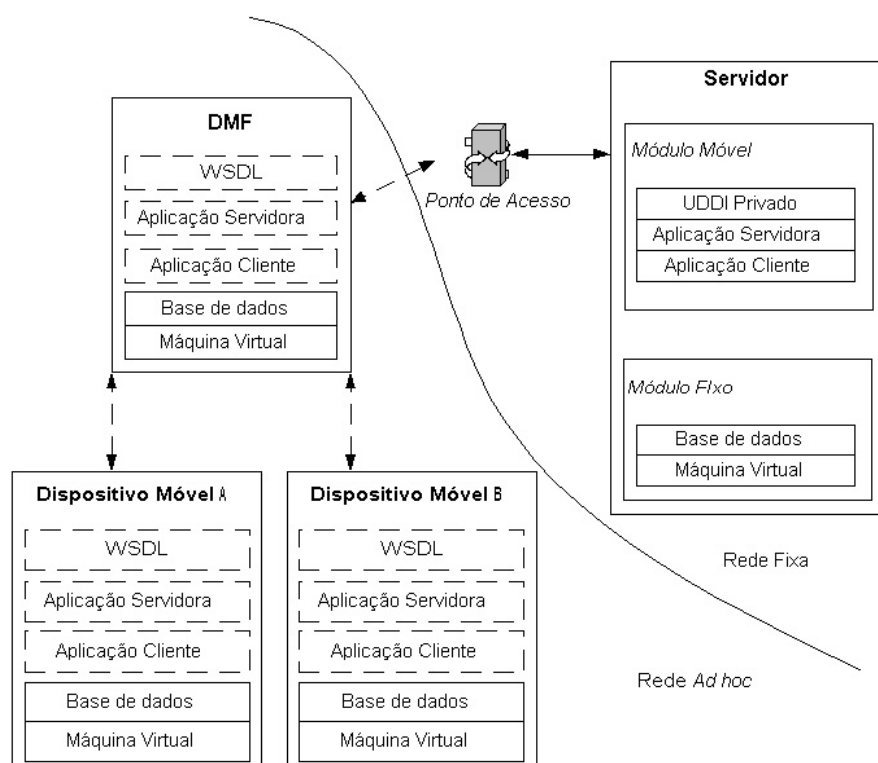 DMF
WSDL
Aplicação Servidora
Aplicação Cliente
Base de dados
Máquina Virtual
Ponto de Acesso
Servidor
Módulo Móvel
UDDI Privado
Aplicação Servidora
Aplicação Cliente
Módulo FIxo
Base de dados
Máquina Virtual
Dispositivo Móvel A
WSDL
Aplicação Servidora
Aplicação Cliente
Base de dados
Máquina Virtual
Dispositivo Móvel B
WSDL
Aplicação Servidora
Aplicação Cliente
Base de dados
Máquina Virtual
Rede Fixa
Rede Ad hoc